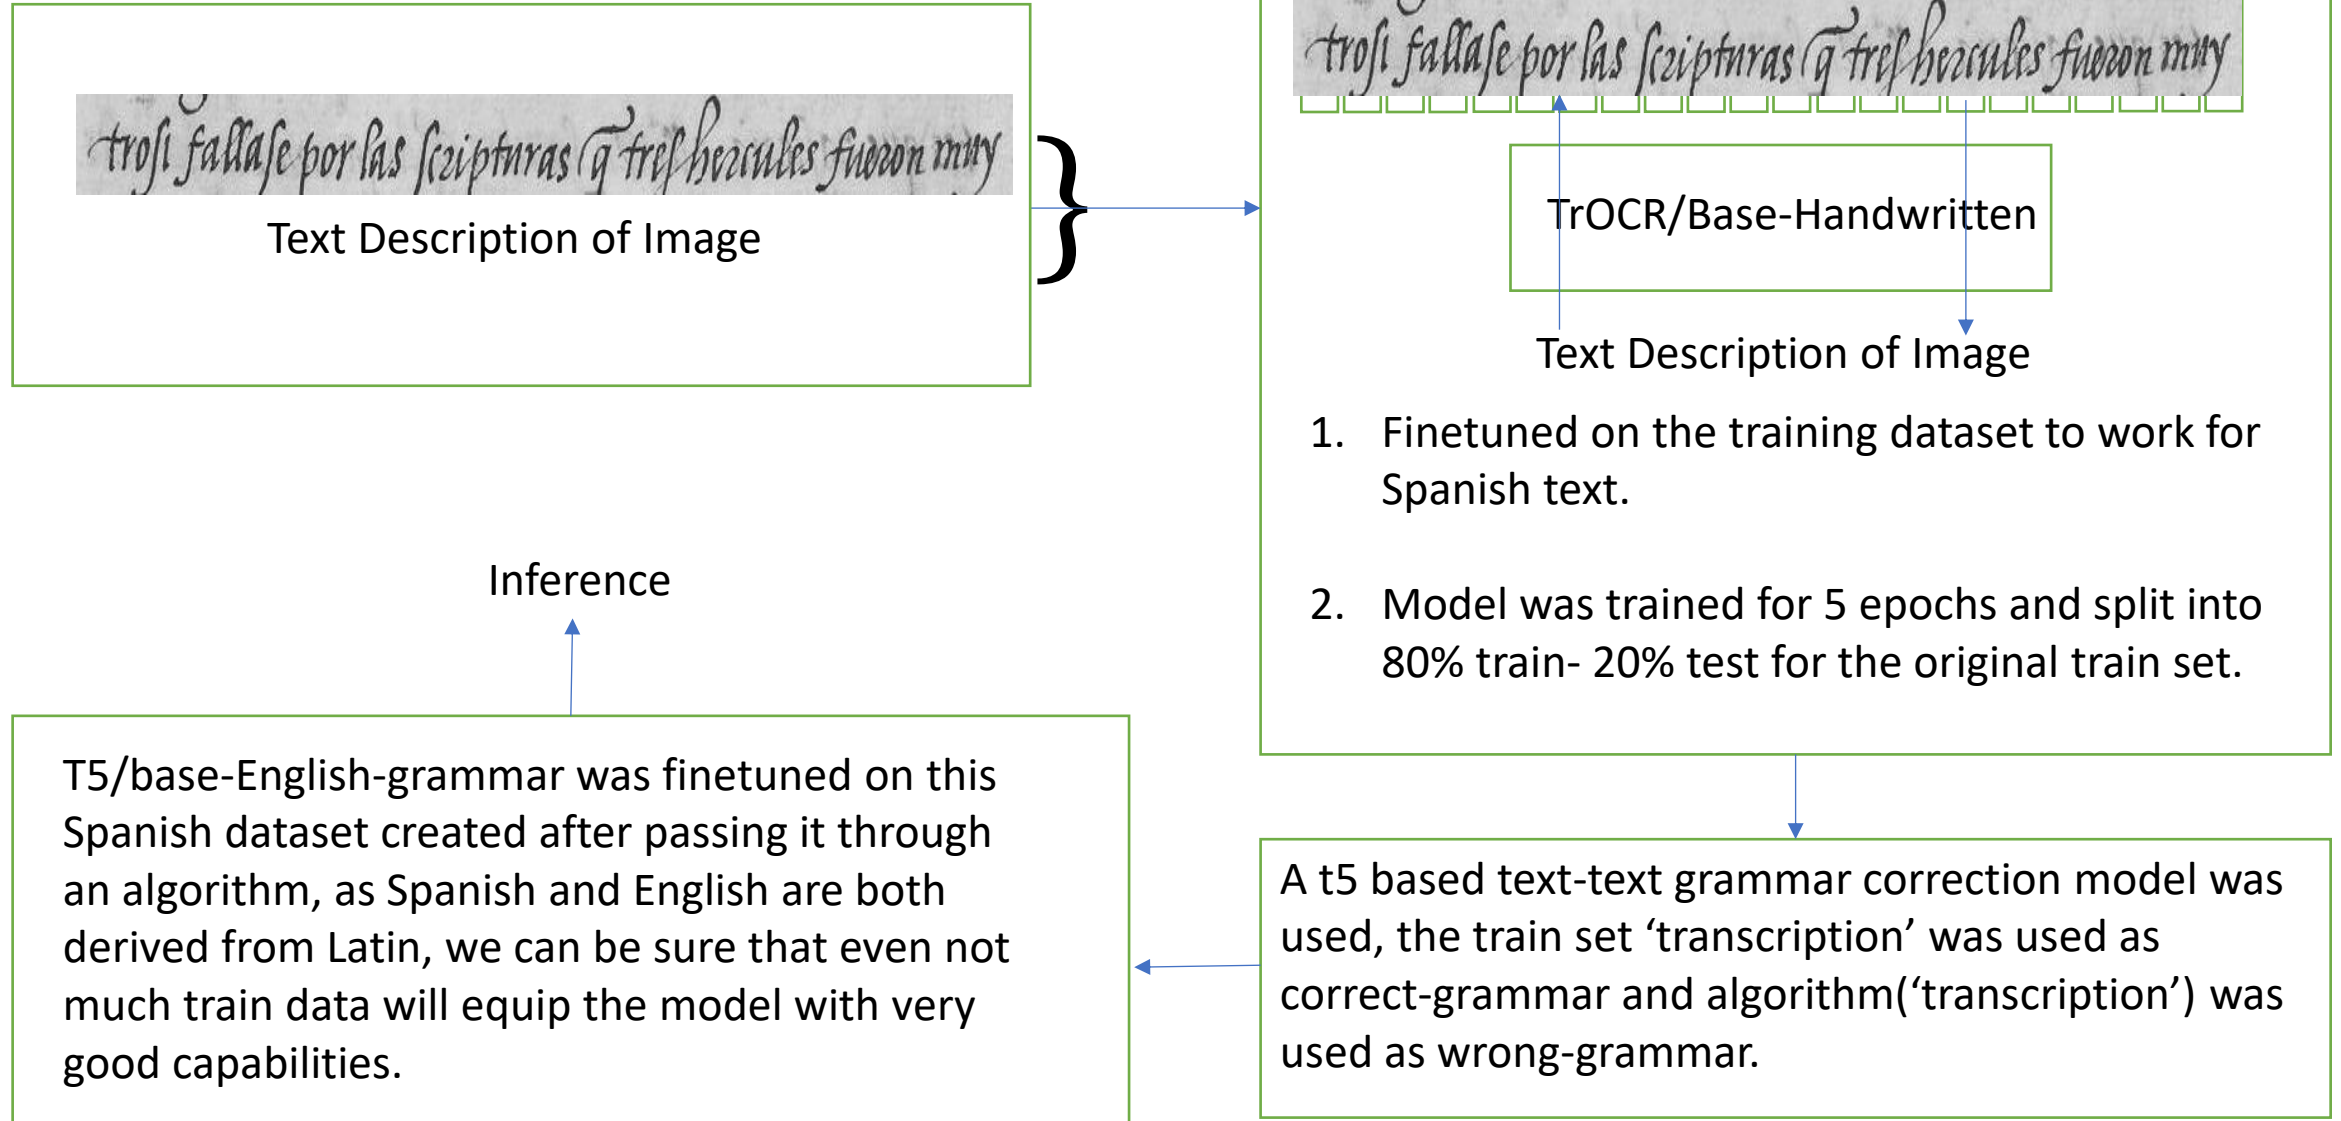 trosi fallase por las scripturas q̃ tres hercules fueron muy
Text Description of Image
trosi fallase por las scripturas q̃ tres hercules fueron muy
TrOCR/Base-Handwritten
Text Description of Image
1. Finetuned on the training dataset to work for
Spanish text.
2. Model was trained for 5 epochs and split into
80% train- 20% test for the original train set.
A t5 based text-text grammar correction model was
used, the train set ‘transcription’ was used as
correct-grammar and algorithm(‘transcription’) was
used as wrong-grammar.
T5/base-English-grammar was finetuned on this
Spanish dataset created after passing it through
an algorithm, as Spanish and English are both
derived from Latin, we can be sure that even not
much train data will equip the model with very
good capabilities.
Inference